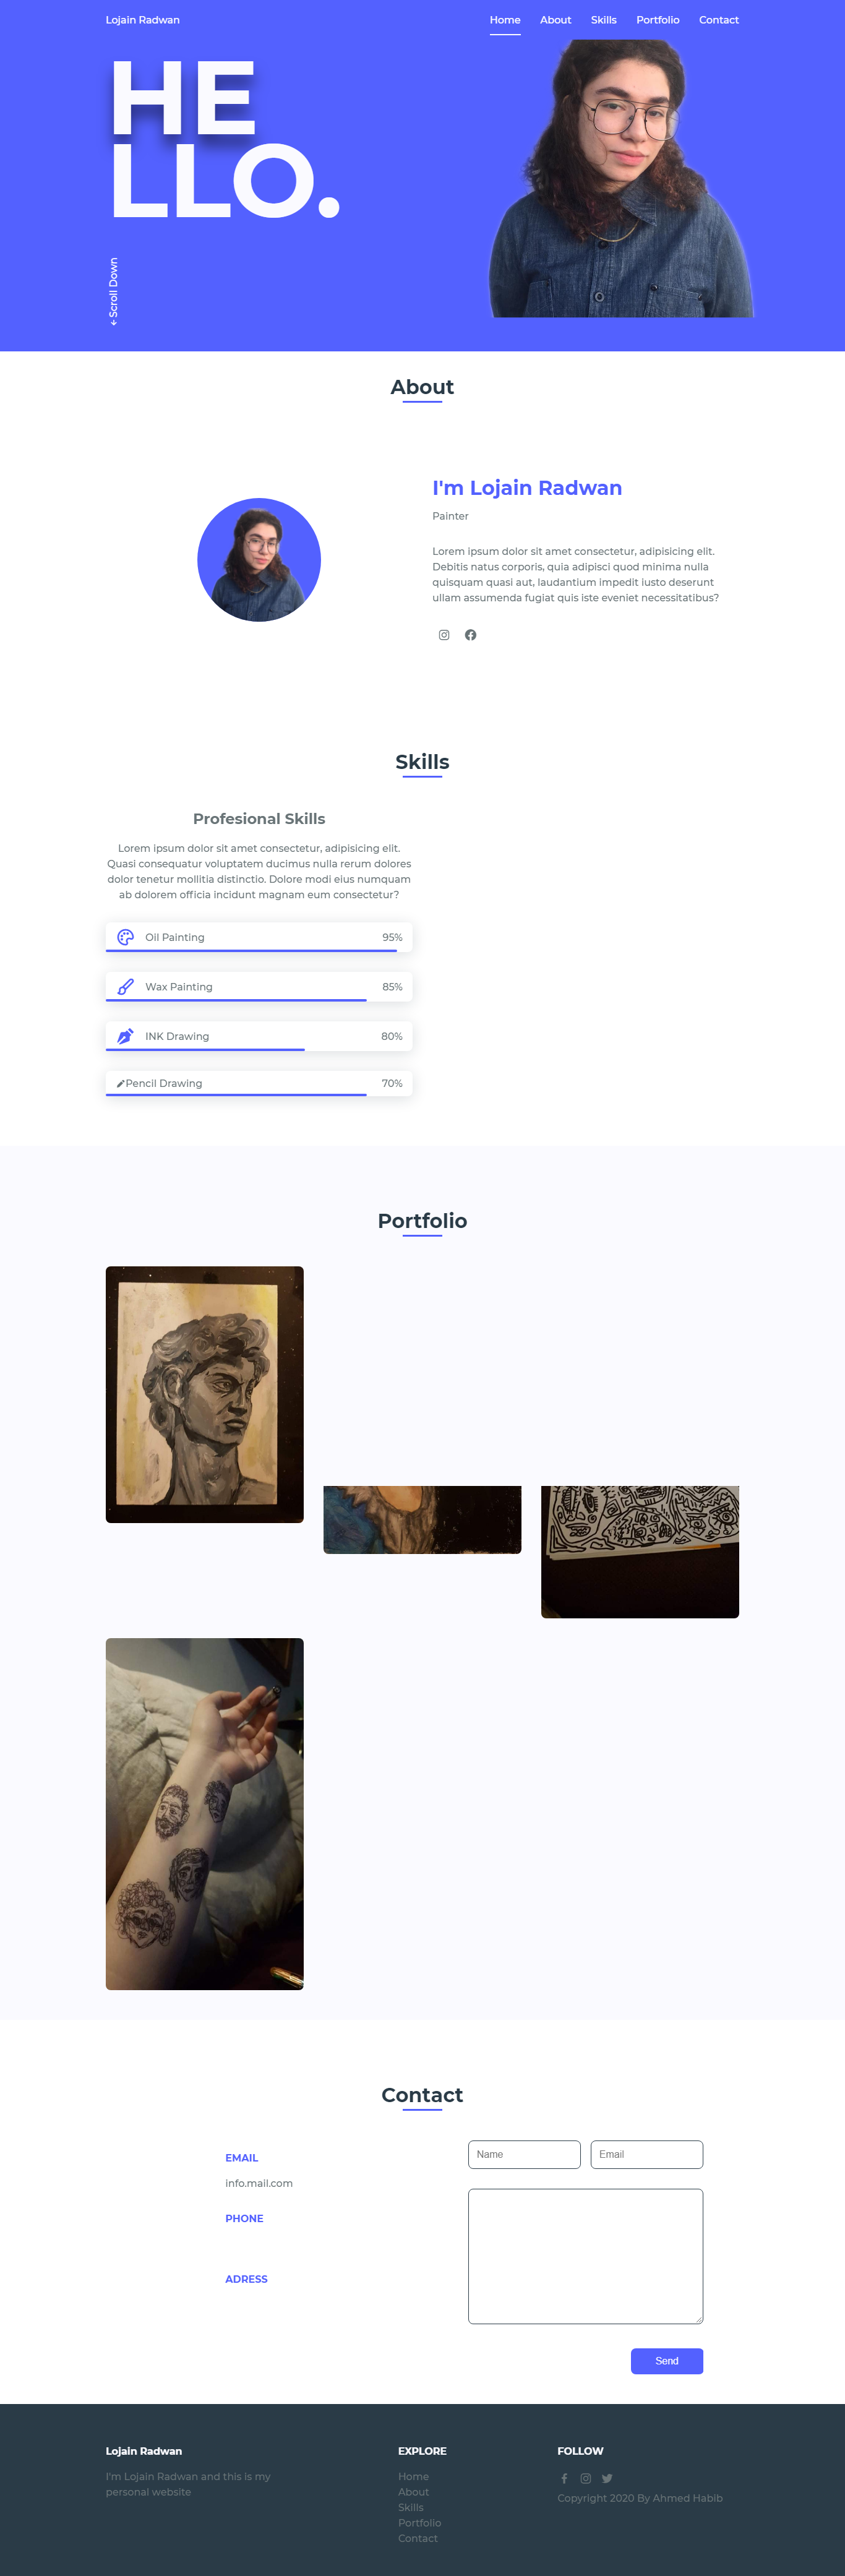 Lojain Radwan
Home About Skills Portfolio Contact
HE
LLO.
← Scroll Down
About
I'm Lojain Radwan
Painter
Lorem ipsum dolor sit amet consectetur, adipisicing elit.
Debitis natus corporis, quia adipisci quod minima nulla
quisquam quasi aut, laudantium impedit iusto deserunt
ullam assumenda fugiat quis iste eveniet necessitatibus?
Skills
Profesional Skills
Lorem ipsum dolor sit amet consectetur, adipisicing elit.
Quasi consequatur voluptatem ducimus nulla rerum dolores
dolor tenetur mollitia distinctio. Dolore modi eius numquam
ab dolorem officia incidunt magnam eum consectetur?
Oil Painting 95%
Wax Painting 85%
INK Drawing 80%
Pencil Drawing 70%
Portfolio
Contact
EMAIL
info.mail.com
PHONE
ADRESS
Name Email
Send
Lojain Radwan
I'm Lojain Radwan and this is my
personal website
EXPLORE
Home
About
Skills
Portfolio
Contact
FOLLOW
Copyright 2020 By Ahmed Habib